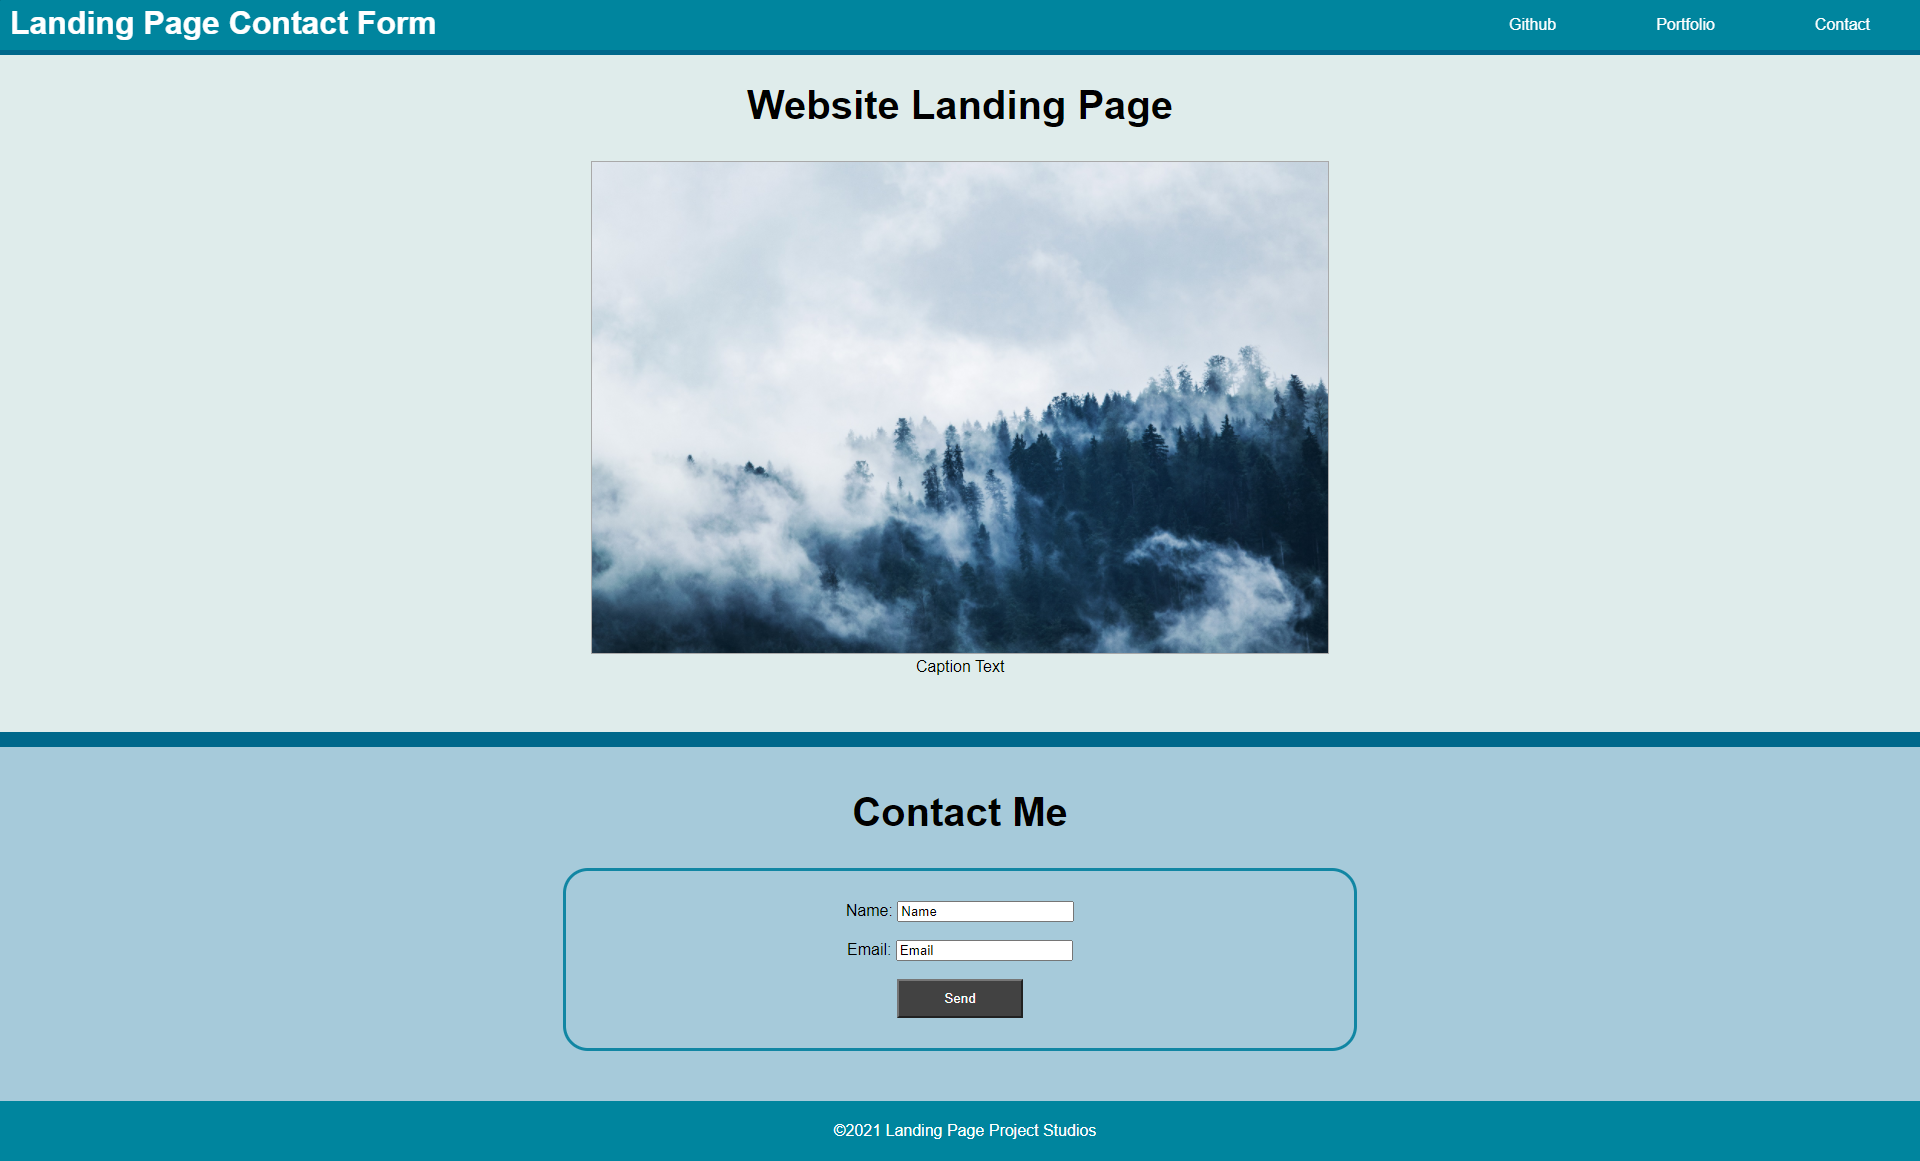 Landing Page Contact Form
Github
Portfolio
Contact
Website Landing Page
Caption Text
Contact Me
Name: Name
Email: Email
Send
©2021 Landing Page Project Studios